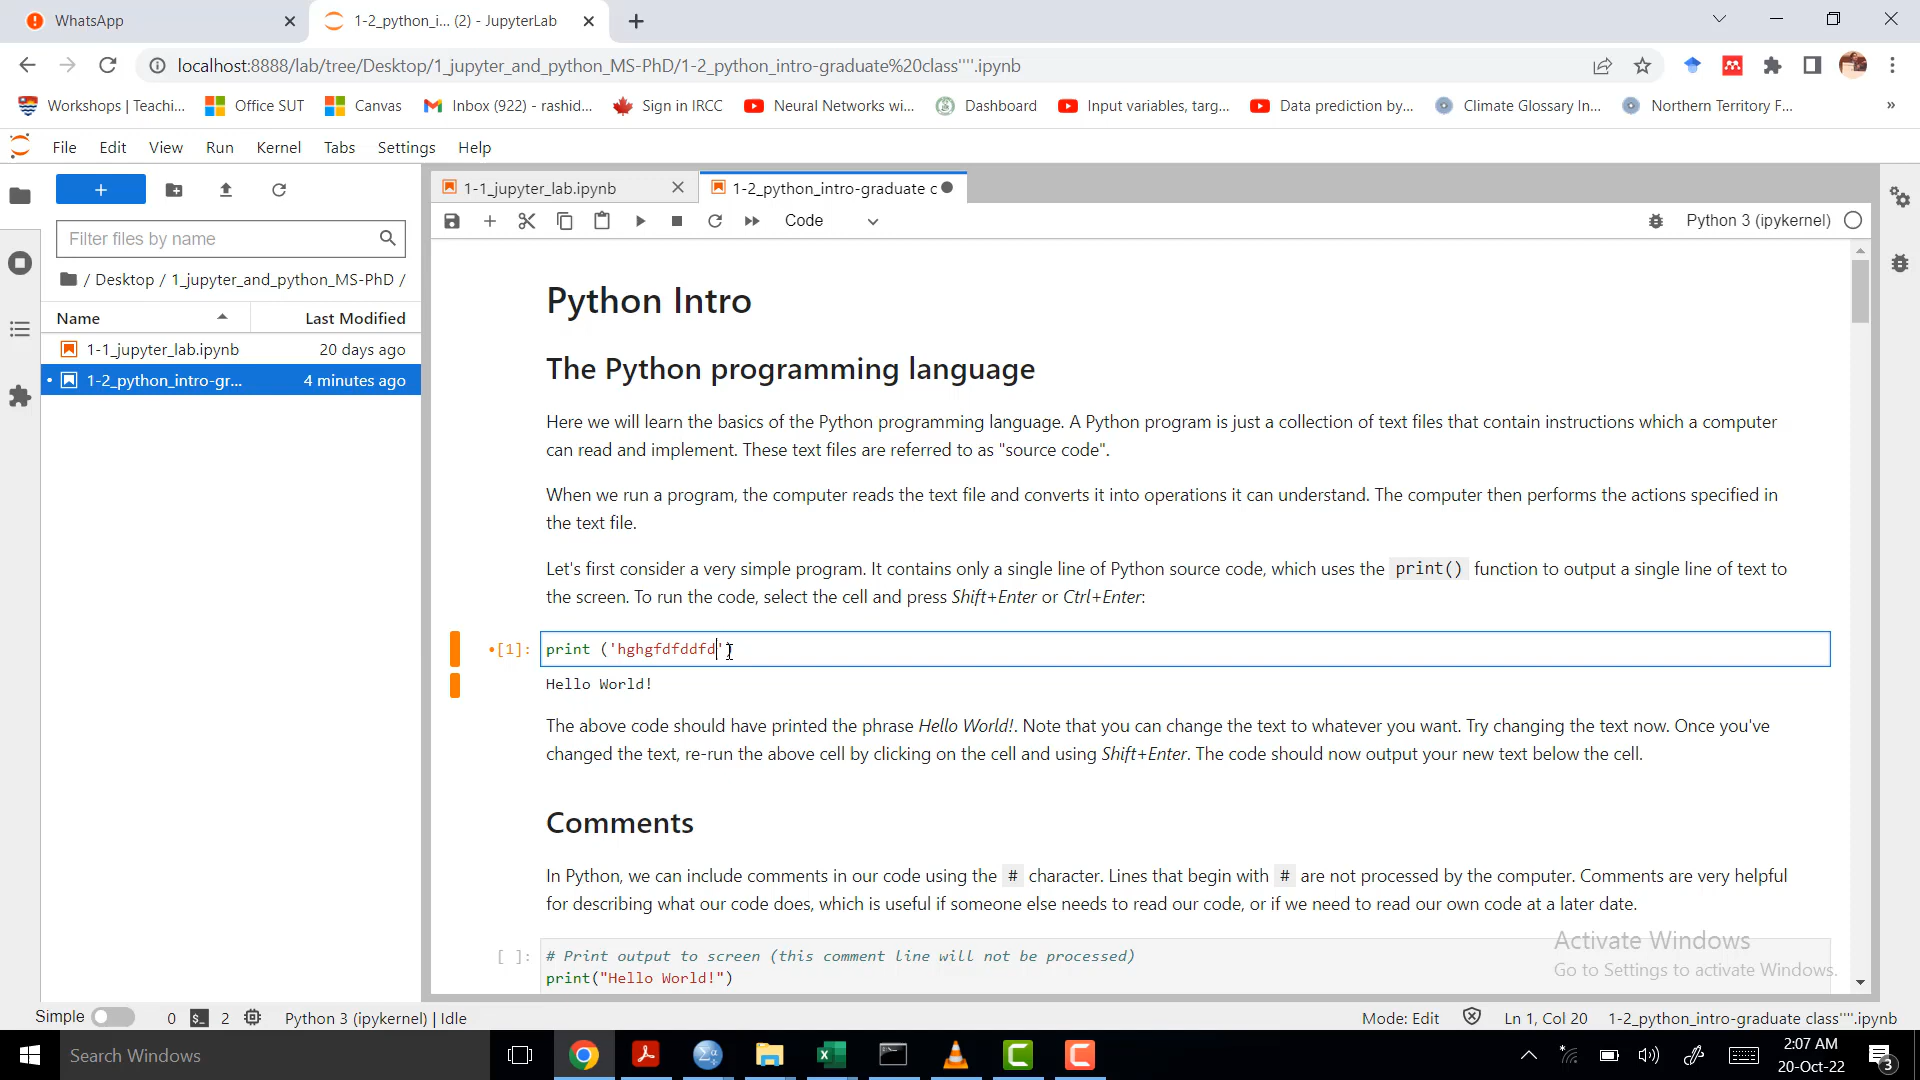 WhatsApp
1-2_python_i... (2) - JupyterLab
localhost:8888/lab/tree/Desktop/1_jupyter_and_python_MS-PhD/1-2_python_intro-graduate%20class''''.ipynb
Workshops | Teachi... Office SUT Canvas Inbox (922) - rashid... Sign in IRCC Neural Networks wi... Dashboard Input variables, targ... Data prediction by... Climate Glossary In... Northern Territory F... »
File Edit View Run Kernel Tabs Settings Help
1-1_jupyter_lab.ipynb 1-2_python_intro-graduate c
Code Python 3 (ipykernel)
Filter files by name
/ Desktop / 1_jupyter_and_python_MS-PhD /
Name Last Modified
1-1_jupyter_lab.ipynb 20 days ago
• 1-2_python_intro-gr... 4 minutes ago
Python Intro
The Python programming language
Here we will learn the basics of the Python programming language. A Python program is just a collection of text files that contain instructions which a computer
can read and implement. These text files are referred to as "source code".
When we run a program, the computer reads the text file and converts it into operations it can understand. The computer then performs the actions specified in
the text file.
Let's first consider a very simple program. It contains only a single line of Python source code, which uses the print() function to output a single line of text to
the screen. To run the code, select the cell and press Shift+Enter or Ctrl+Enter:
•[1]: print ('hghgfdfddfd')
Hello World!
The above code should have printed the phrase Hello World!. Note that you can change the text to whatever you want. Try changing the text now. Once you've
changed the text, re-run the above cell by clicking on the cell and using Shift+Enter. The code should now output your new text below the cell.
Comments
In Python, we can include comments in our code using the # character. Lines that begin with # are not processed by the computer. Comments are very helpful
for describing what our code does, which is useful if someone else needs to read our code, or if we need to read our own code at a later date.
[ ]: # Print output to screen (this comment line will not be processed)
print("Hello World!")
Activate Windows
Go to Settings to activate Windows.
Simple 0 2 Python 3 (ipykernel) | Idle Mode: Edit Ln 1, Col 20 1-2_python_intro-graduate class''''.ipynb
Search Windows
2:07 AM
20-Oct-22
3